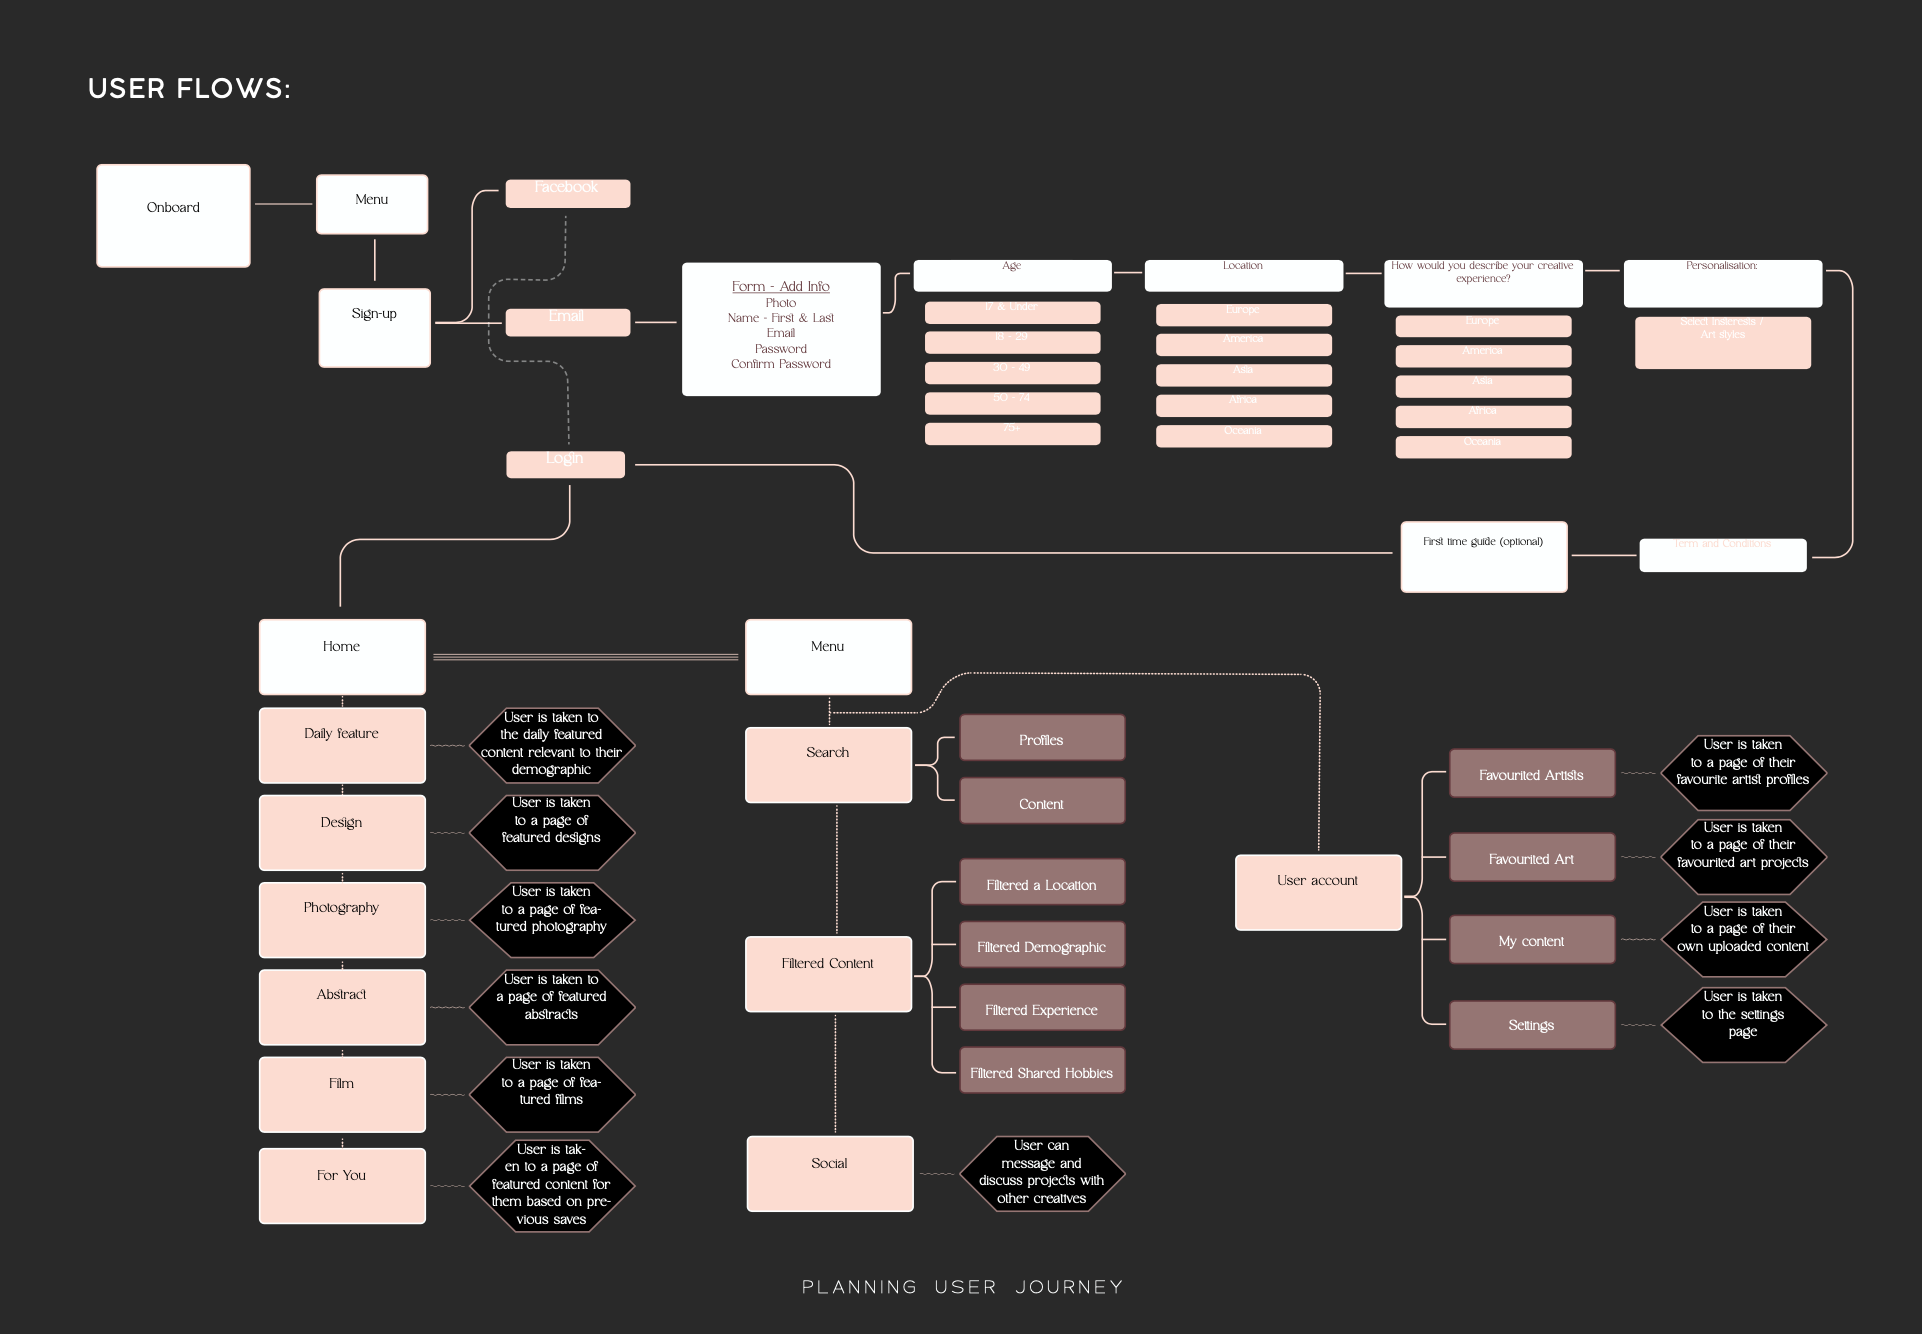 USER FLOWS:
Onboard
Menu
Sign-up
Facebook
Email
Login
Form - Add Info
Photo
Name - First & Last
Email
Password
Confirm Password
Age
17 & Under
18 - 29
30 - 49
50 - 74
75+
Location
Europe
America
Asia
Africa
Oceania
How would you describe your creative
experience?
Europe
America
Asia
Africa
Oceania
Personalisation:
Select Insterests /
Art styles
Term and Conditions
First time guide (optional)
Home
Daily feature
User is taken to
the daily featured
content relevant to their
demographic
Design
User is taken
to a page of
featured designs
Photography
User is taken
to a page of fea-
tured photography
Abstract
User is taken to
a page of featured
abstracts
Film
User is taken
to a page of fea-
tured films
For You
User is tak-
en to a page of
featured content for
them based on pre-
vious saves
Menu
Search
Profiles
Content
Filtered Content
Filtered a Location
Filtered Demographic
Filtered Experience
Filtered Shared Hobbies
Social
User can
message and
discuss projects with
other creatives
User account
Favourited Artists
User is taken
to a page of their
favourite artist profiles
Favourited Art
User is taken
to a page of their
favourited art projects
My content
User is taken
to a page of their
own uploaded content
Settings
User is taken
to the settings
page
PLANNING USER JOURNEY